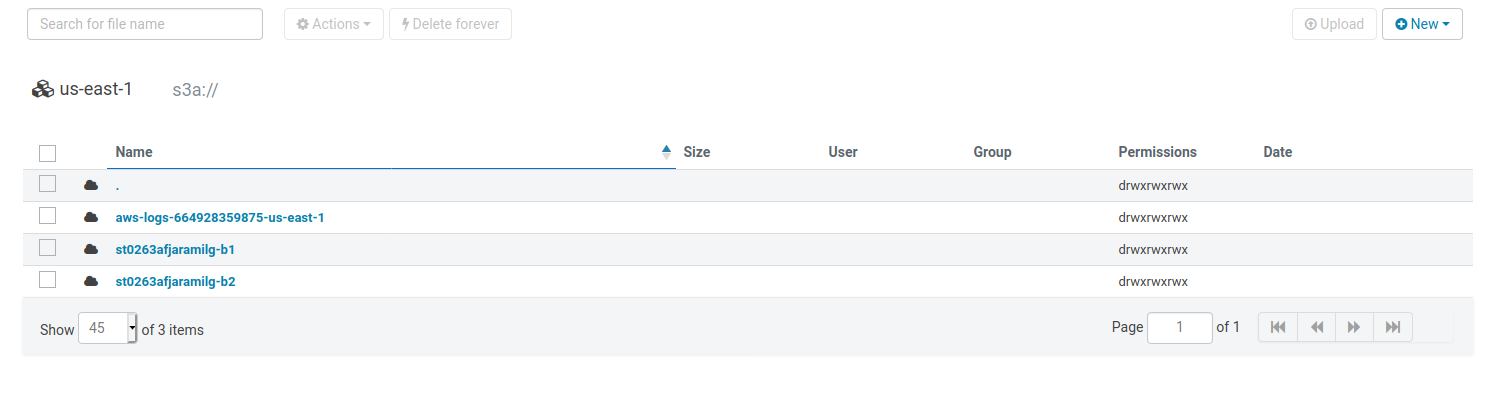 Search for file name Actions Delete forever Upload New
us-east-1 s3a://
Name Size User Group Permissions Date
. drwxrwxrwx
aws-logs-664928359875-us-east-1 drwxrwxrwx
st0263afjaramilg-b1 drwxrwxrwx
st0263afjaramilg-b2 drwxrwxrwx
Show 45 of 3 items Page 1 of 1